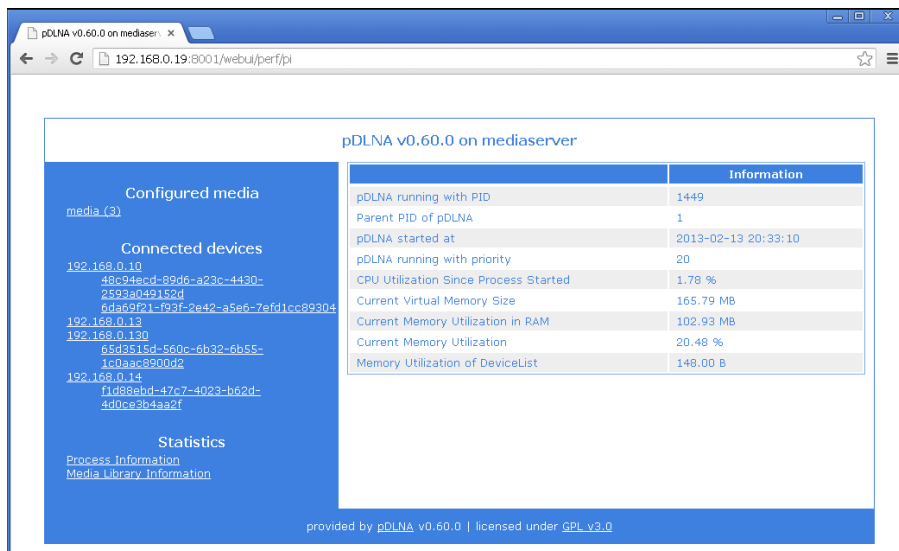 pDLNA v0.60.0 on mediaserv
192.168.0.19:8001/webui/perf/pi
pDLNA v0.60.0 on mediaserver
Configured media
media (3)
Connected devices
192.168.0.10
48c94ecd-89d6-a23c-4430-
2593a049152d
6da69f21-f93f-2e42-a5e6-7efd1cc89304
192.168.0.13
192.168.0.130
65d3515d-560c-6b32-6b55-
1c0aac8900d2
192.168.0.14
f1d88ebd-47c7-4023-b62d-
4d0ce3b4aa2f
Statistics
Process Information
Media Library Information
Information
pDLNA running with PID 1449
Parent PID of pDLNA 1
pDLNA started at 2013-02-13 20:33:10
pDLNA running with priority 20
CPU Utilization Since Process Started 1.78 %
Current Virtual Memory Size 165.79 MB
Current Memory Utilization in RAM 102.93 MB
Current Memory Utilization 20.48 %
Memory Utilization of DeviceList 148.00 B
provided by pDLNA v0.60.0 | licensed under GPL v3.0